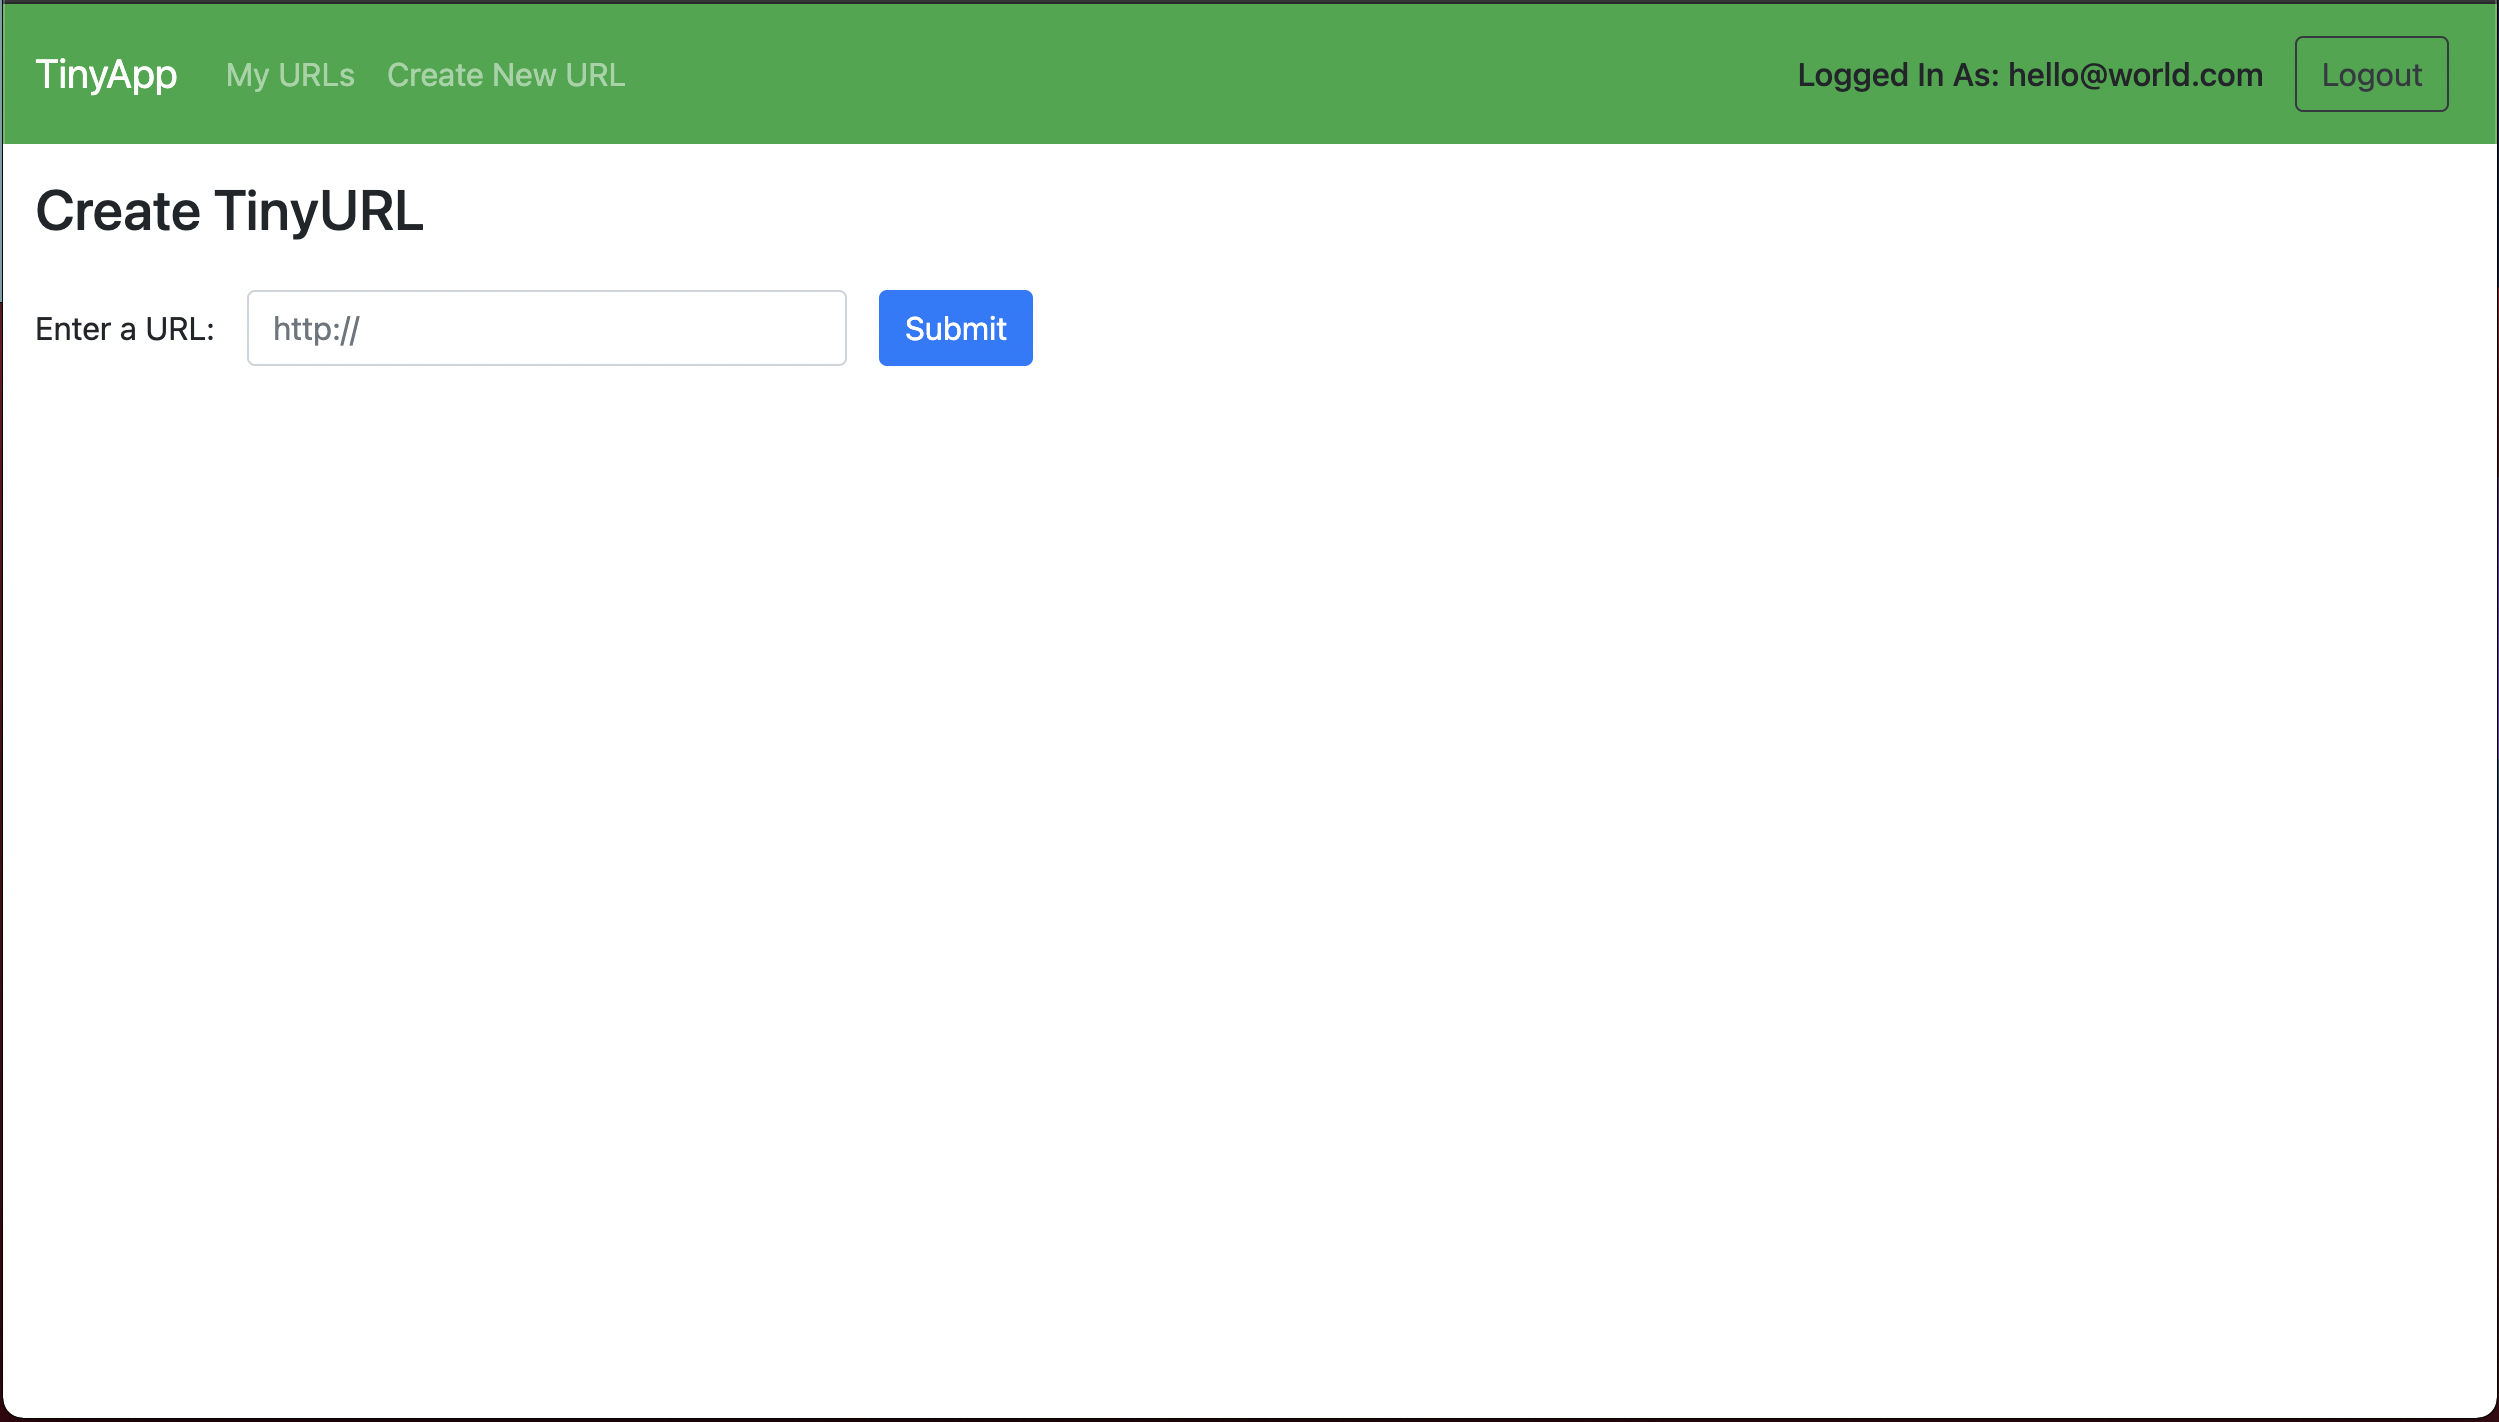 TinyApp My URLs Create New URL Logged In As: hello@world.com Logout
Create TinyURL
Enter a URL: http:// Submit